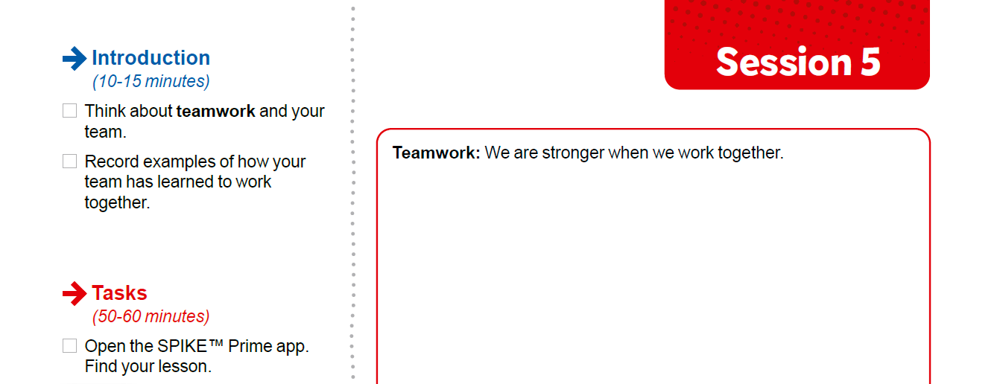 Session 5
Introduction
(10-15 minutes)
Think about teamwork and your
team.
Record examples of how your
team has learned to work
together.
Tasks
(50-60 minutes)
Open the SPIKE™ Prime app.
Find your lesson.
Teamwork: We are stronger when we work together.